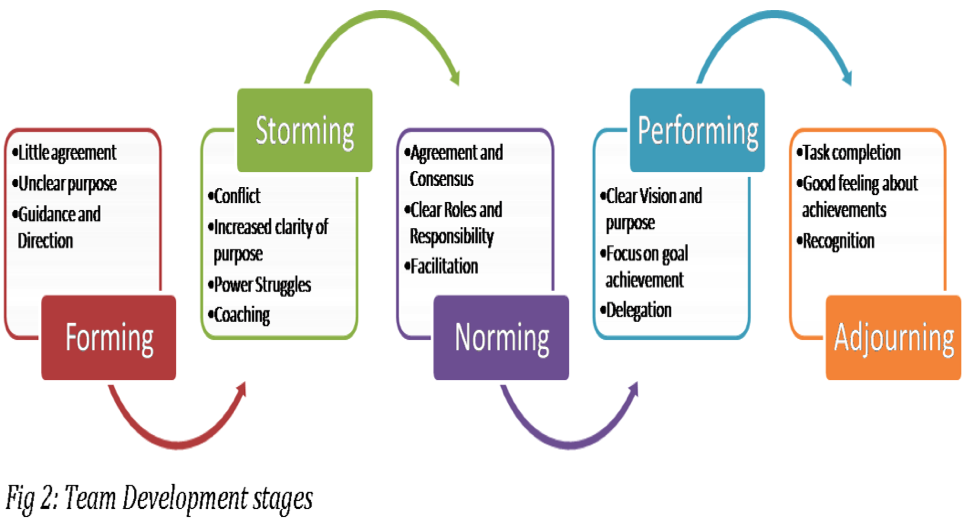 •Little agreement
•Unclear purpose
•Guidance and
Direction
Forming
Storming
•Conflict
•Increased clarity of
purpose
•Power Struggles
•Coaching
•Agreement and
Consensus
•Clear Roles and
Responsibility
•Facilitation
Norming
Performing
•Clear Vision and
purpose
•Focus on goal
achievement
•Delegation
•Task completion
•Good feeling about
achievements
•Recognition
Adjourning
Fig 2: Team Development stages